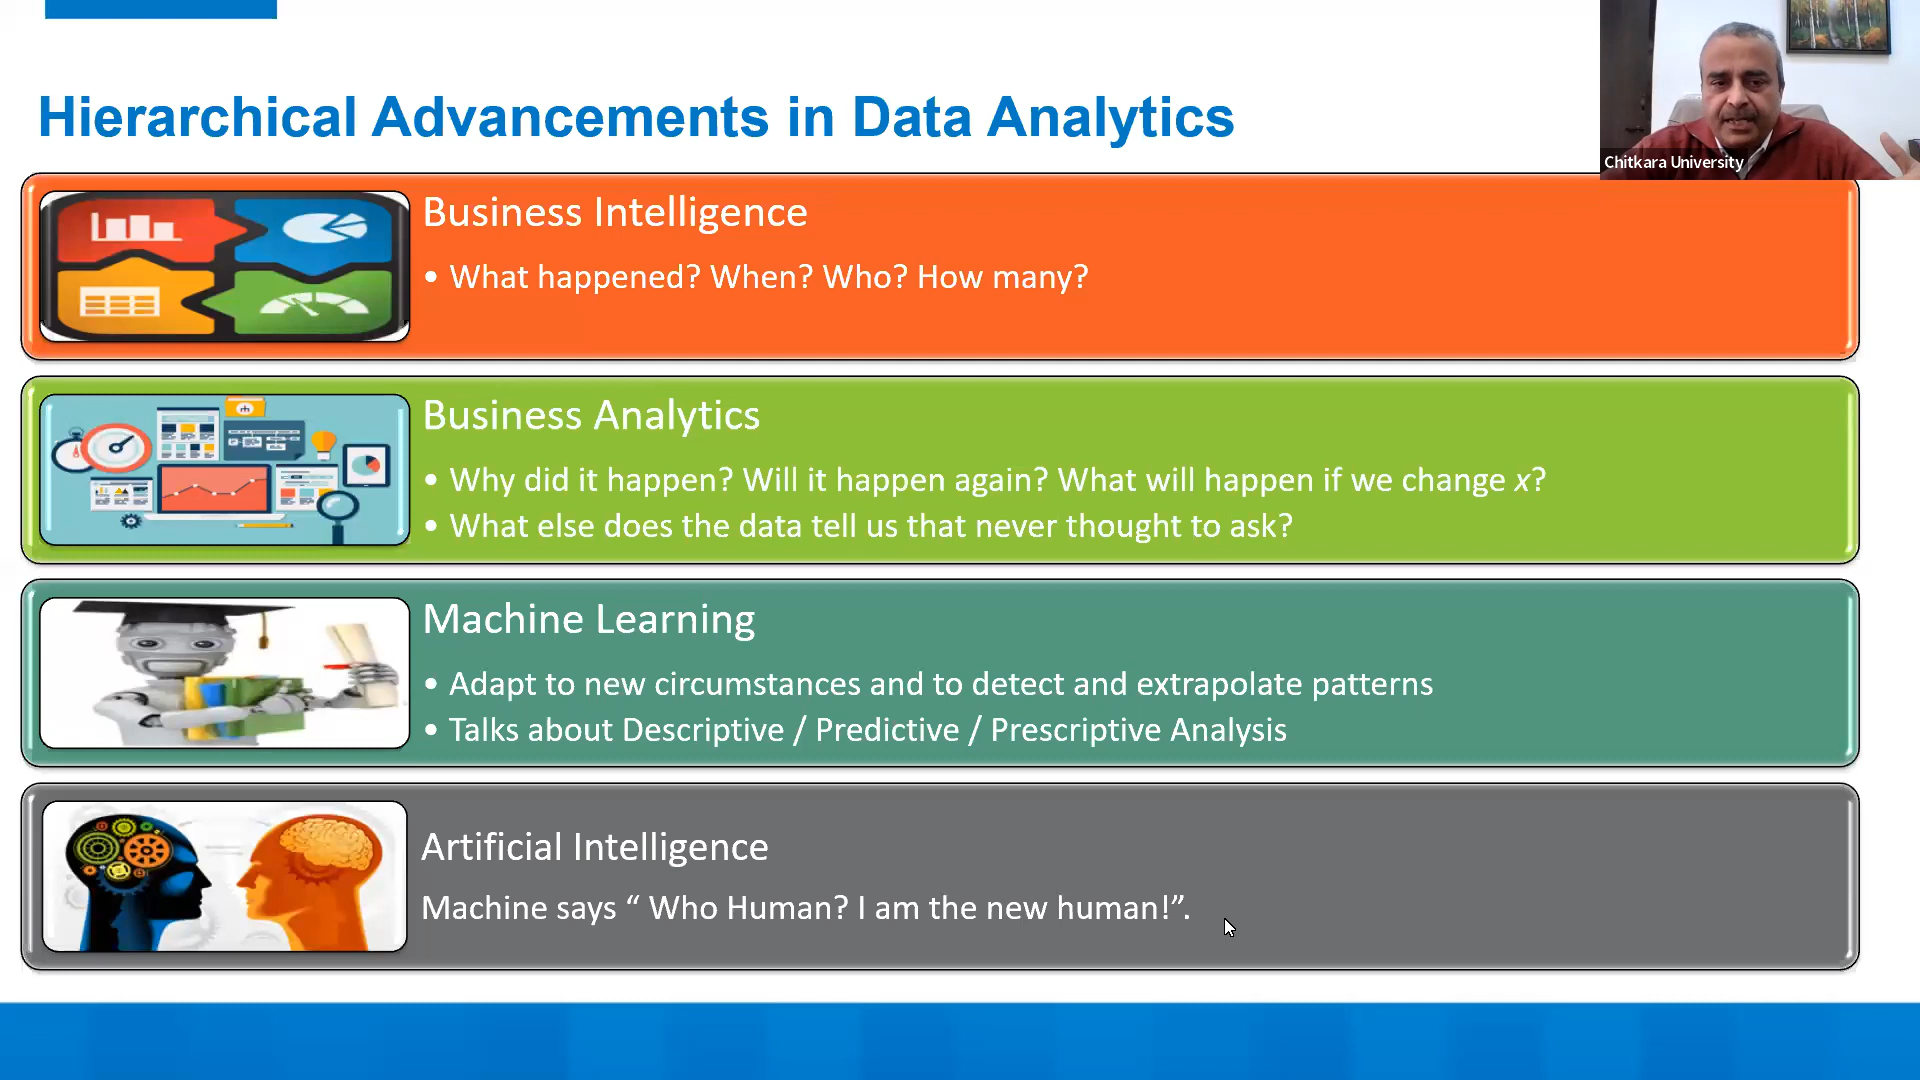 Hierarchical Advancements in Data Analytics
Chitkara University
Business Intelligence
• What happened? When? Who? How many?
Business Analytics
• Why did it happen? Will it happen again? What will happen if we change x?
• What else does the data tell us that never thought to ask?
Machine Learning
• Adapt to new circumstances and to detect and extrapolate patterns
• Talks about Descriptive / Predictive / Prescriptive Analysis
Artificial Intelligence
Machine says “ Who Human? I am the new human!”.